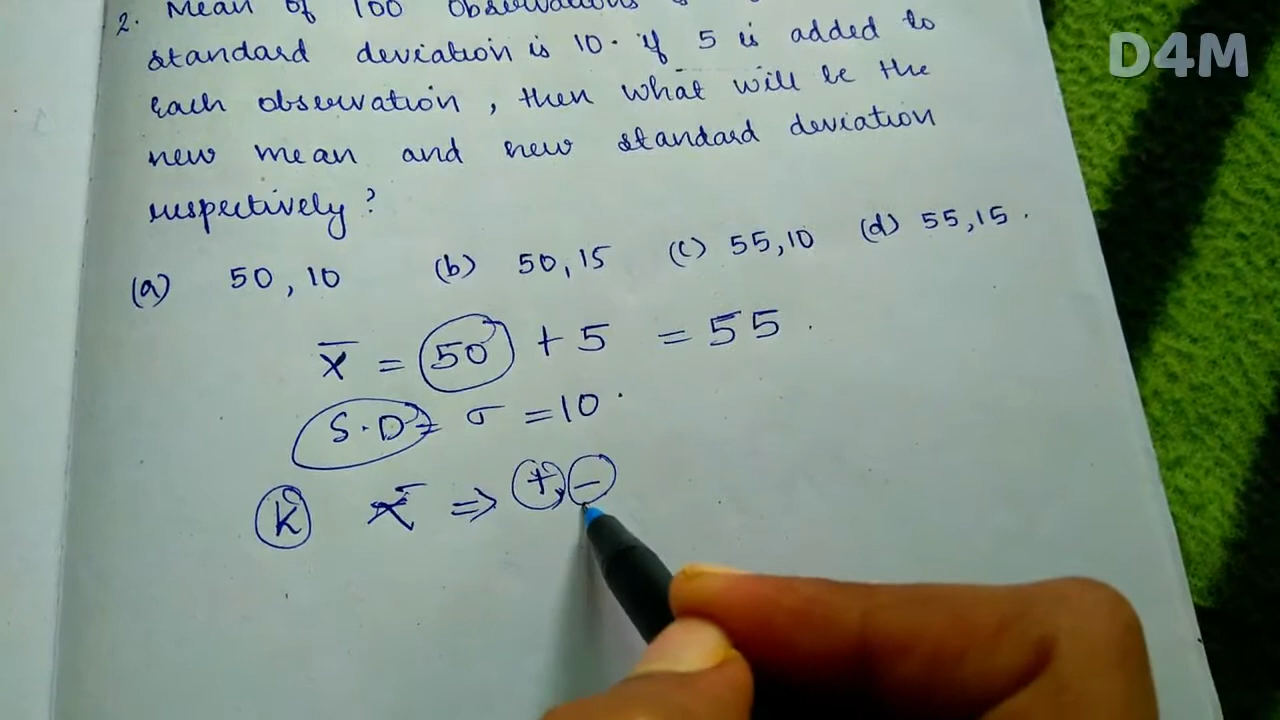 D4M
2. Mean of 100 observations
standard deviation is 10. if 5 is added to
each observation, then what will be the
new mean and new standard deviation
respectively?
(a) 50, 10 (b) 50, 15 (c) 55,10 (d) 55,15.
x̄ = 50 + 5 = 55.
S.D = σ = 10.
K x̄ ⇒ +, -